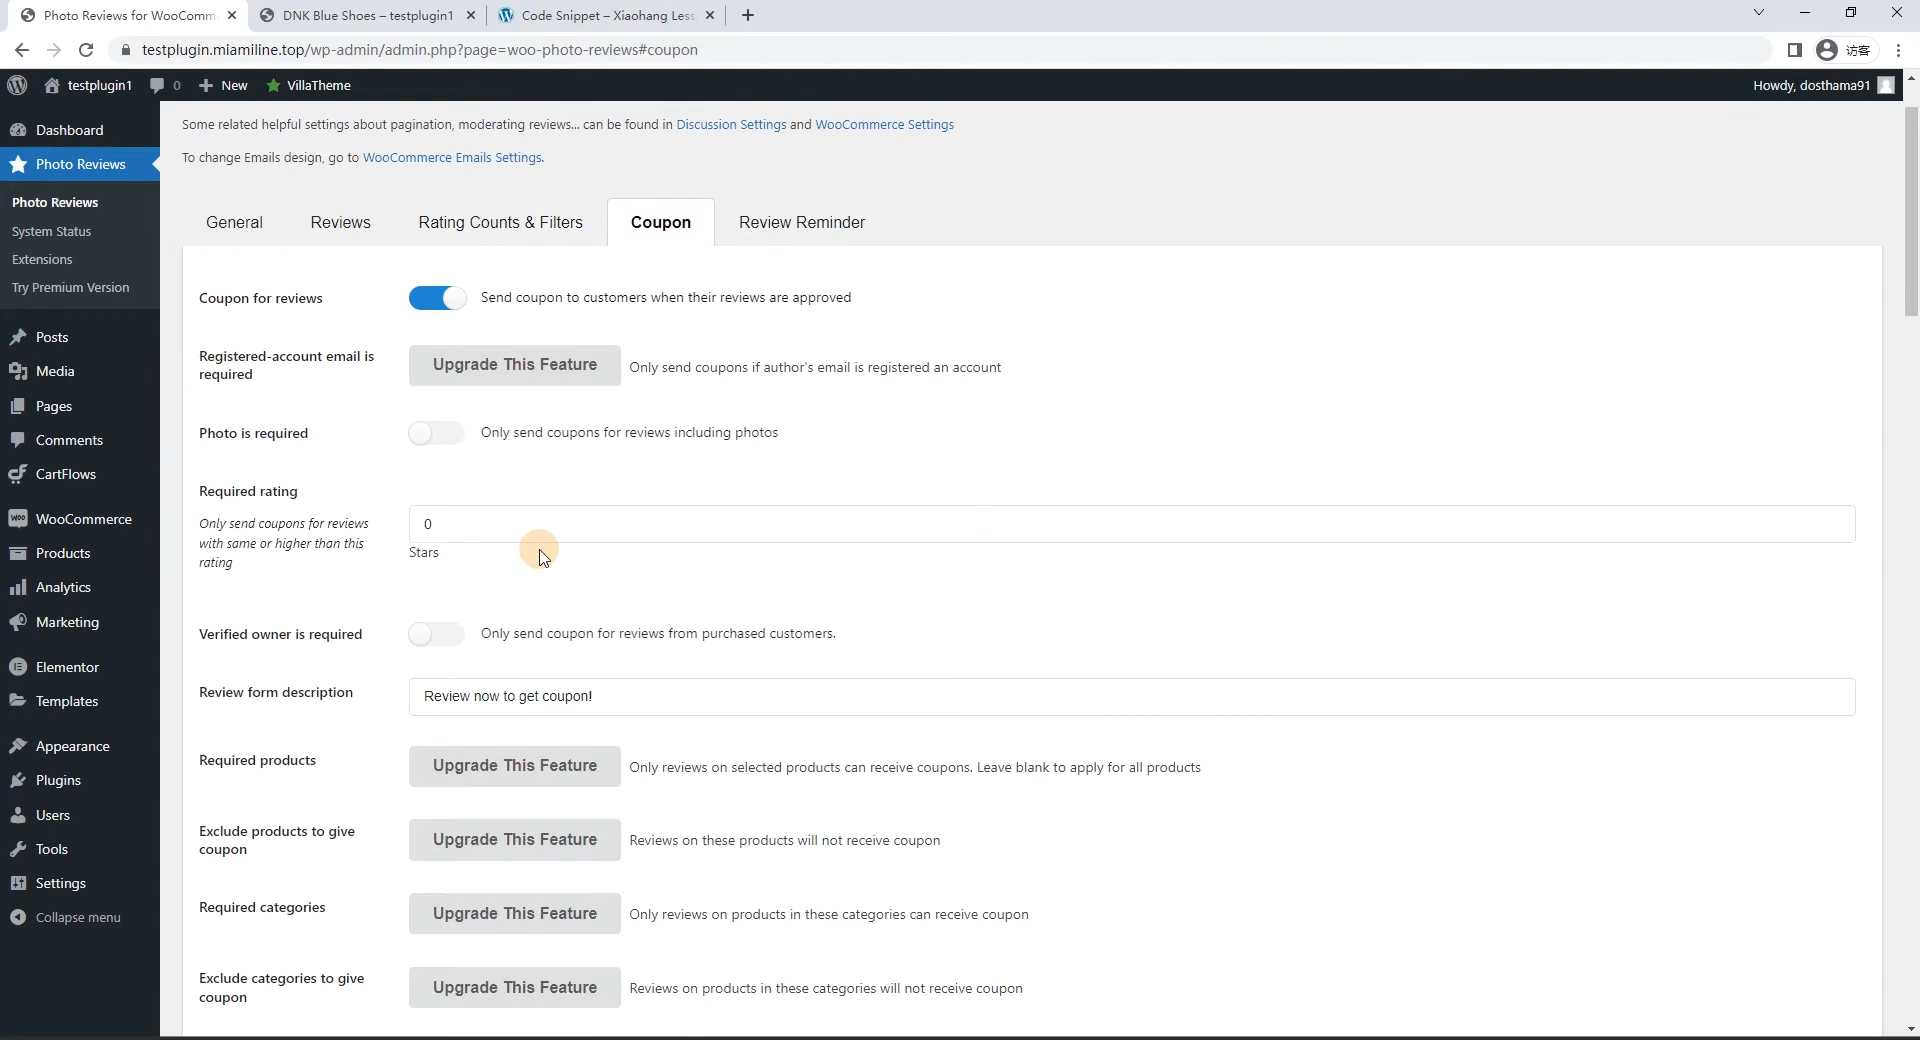 Photo Reviews for WooComm
DNK Blue Shoes – testplugin1
Code Snippet – Xiaohang Less
testplugin.miamiline.top/wp-admin/admin.php?page=woo-photo-reviews#coupon
访客
testplugin1
0
New
VillaTheme
Howdy, dosthama91
Dashboard
Photo Reviews
Photo Reviews
System Status
Extensions
Try Premium Version
Posts
Media
Pages
Comments
CartFlows
WooCommerce
Products
Analytics
Marketing
Elementor
Templates
Appearance
Plugins
Users
Tools
Settings
Collapse menu
Some related helpful settings about pagination, moderating reviews... can be found in Discussion Settings and WooCommerce Settings
To change Emails design, go to WooCommerce Emails Settings.
General
Reviews
Rating Counts & Filters
Coupon
Review Reminder
Coupon for reviews
Send coupon to customers when their reviews are approved
Registered-account email is
required
Upgrade This Feature
Only send coupons if author's email is registered an account
Photo is required
Only send coupons for reviews including photos
Required rating
Only send coupons for reviews
with same or higher than this
rating
0
Stars
Verified owner is required
Only send coupon for reviews from purchased customers.
Review form description
Review now to get coupon!
Required products
Upgrade This Feature
Only reviews on selected products can receive coupons. Leave blank to apply for all products
Exclude products to give
coupon
Upgrade This Feature
Reviews on these products will not receive coupon
Required categories
Upgrade This Feature
Only reviews on products in these categories can receive coupon
Exclude categories to give
coupon
Upgrade This Feature
Reviews on products in these categories will not receive coupon